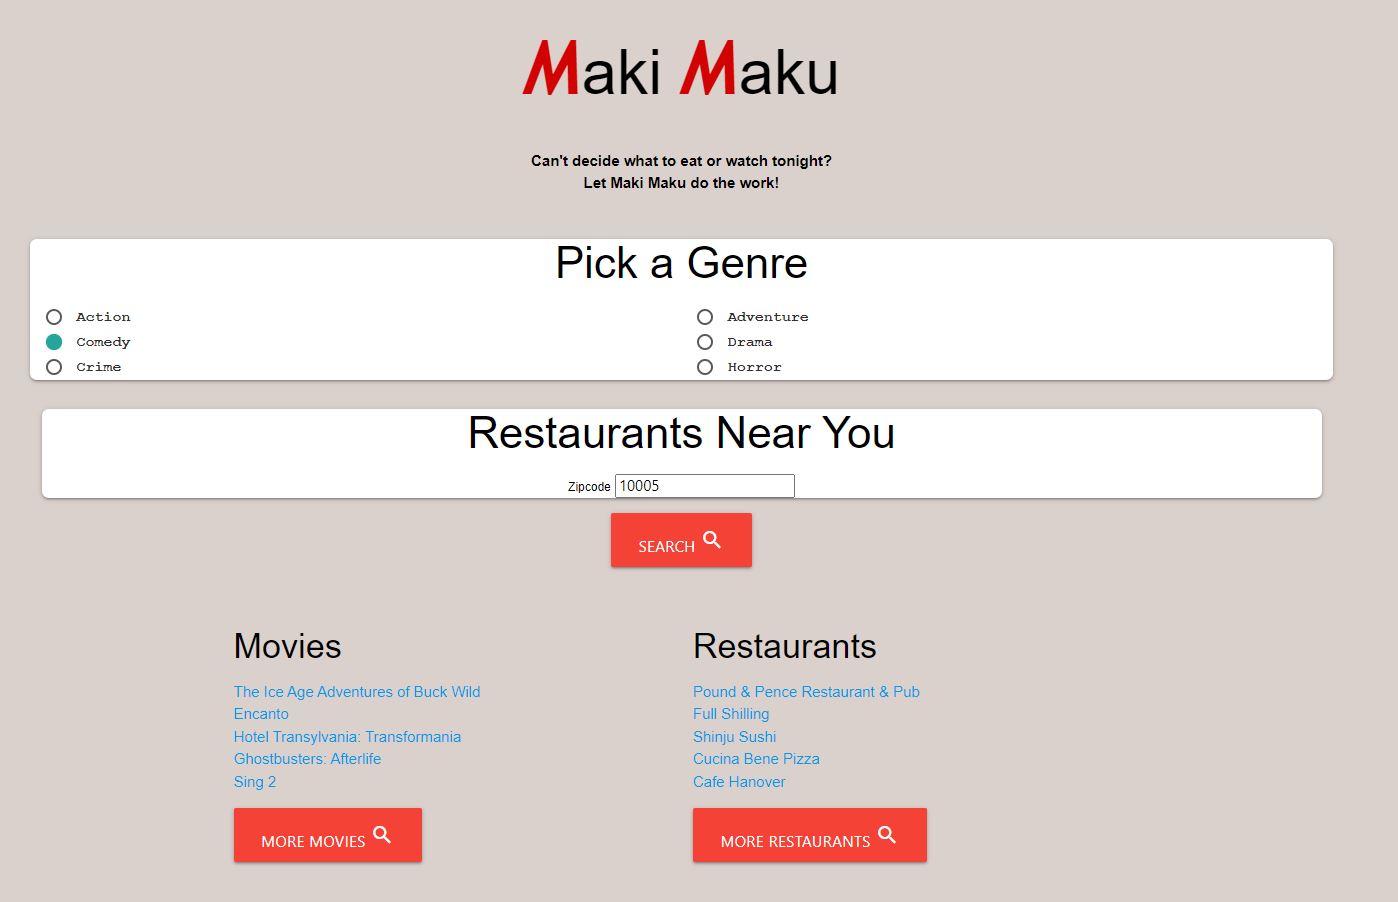 Maki Maku
Can't decide what to eat or watch tonight?
Let Maki Maku do the work!
Pick a Genre
Action
Comedy
Crime
Adventure
Drama
Horror
Restaurants Near You
Zipcode 10005
SEARCH
Movies
The Ice Age Adventures of Buck Wild
Encanto
Hotel Transylvania: Transformania
Ghostbusters: Afterlife
Sing 2
MORE MOVIES
Restaurants
Pound & Pence Restaurant & Pub
Full Shilling
Shinju Sushi
Cucina Bene Pizza
Cafe Hanover
MORE RESTAURANTS